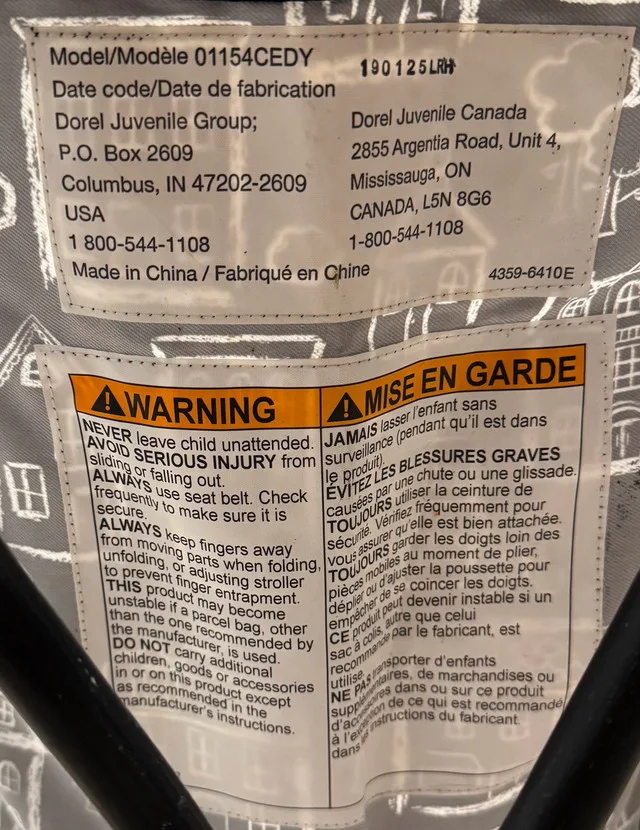 Model/Modèle 01154CEDY
190125LRH
Date code/Date de fabrication
Dorel Juvenile Group;
P.O. Box 2609
Columbus, IN 47202-2609
USA
1 800-544-1108
Dorel Juvenile Canada
2855 Argentia Road, Unit 4,
Mississauga, ON
CANADA, L5N 8G6
1-800-544-1108
Made in China / Fabriqué en Chine
4359-6410E
WARNING
NEVER leave child unattended.
AVOID SERIOUS INJURY from
sliding or falling out.
ALWAYS use seat belt. Check
frequently to make sure it is
secure.
ALWAYS keep fingers away
from moving parts when folding,
unfolding, or adjusting stroller
to prevent finger entrapment.
THIS product may become
unstable if a parcel bag, other
than the one recommended by
the manufacturer, is used.
DO NOT carry additional
children, goods or accessories
in or on this product except
as recommended in the
manufacturer's instructions.
MISE EN GARDE
JAMAIS lasser l'enfant sans
surveillance (pendant qu'il est dans
le produit).
ÉVITEZ LES BLESSURES GRAVES
causées par une chute ou une glissade.
TOUJOURS utiliser la ceinture de
sécurité. Vérifiez fréquemment pour
vous assurer qu'elle est bien attachée.
TOUJOURS garder les doigts loin des
pièces mobiles au moment de plier,
déplier ou d'ajuster la poussette pour
empêcher de se coincer les doigts.
CE produit peut devenir instable si un
sac à colis, autre que celui
recommandé par le fabricant, est
utilisé.
NE PAS transporter d'enfants
supplémentaires, de marchandises ou
d'accessoires dans ou sur ce produit
à l'exception de ce qui est recommandé
dans les instructions du fabricant.